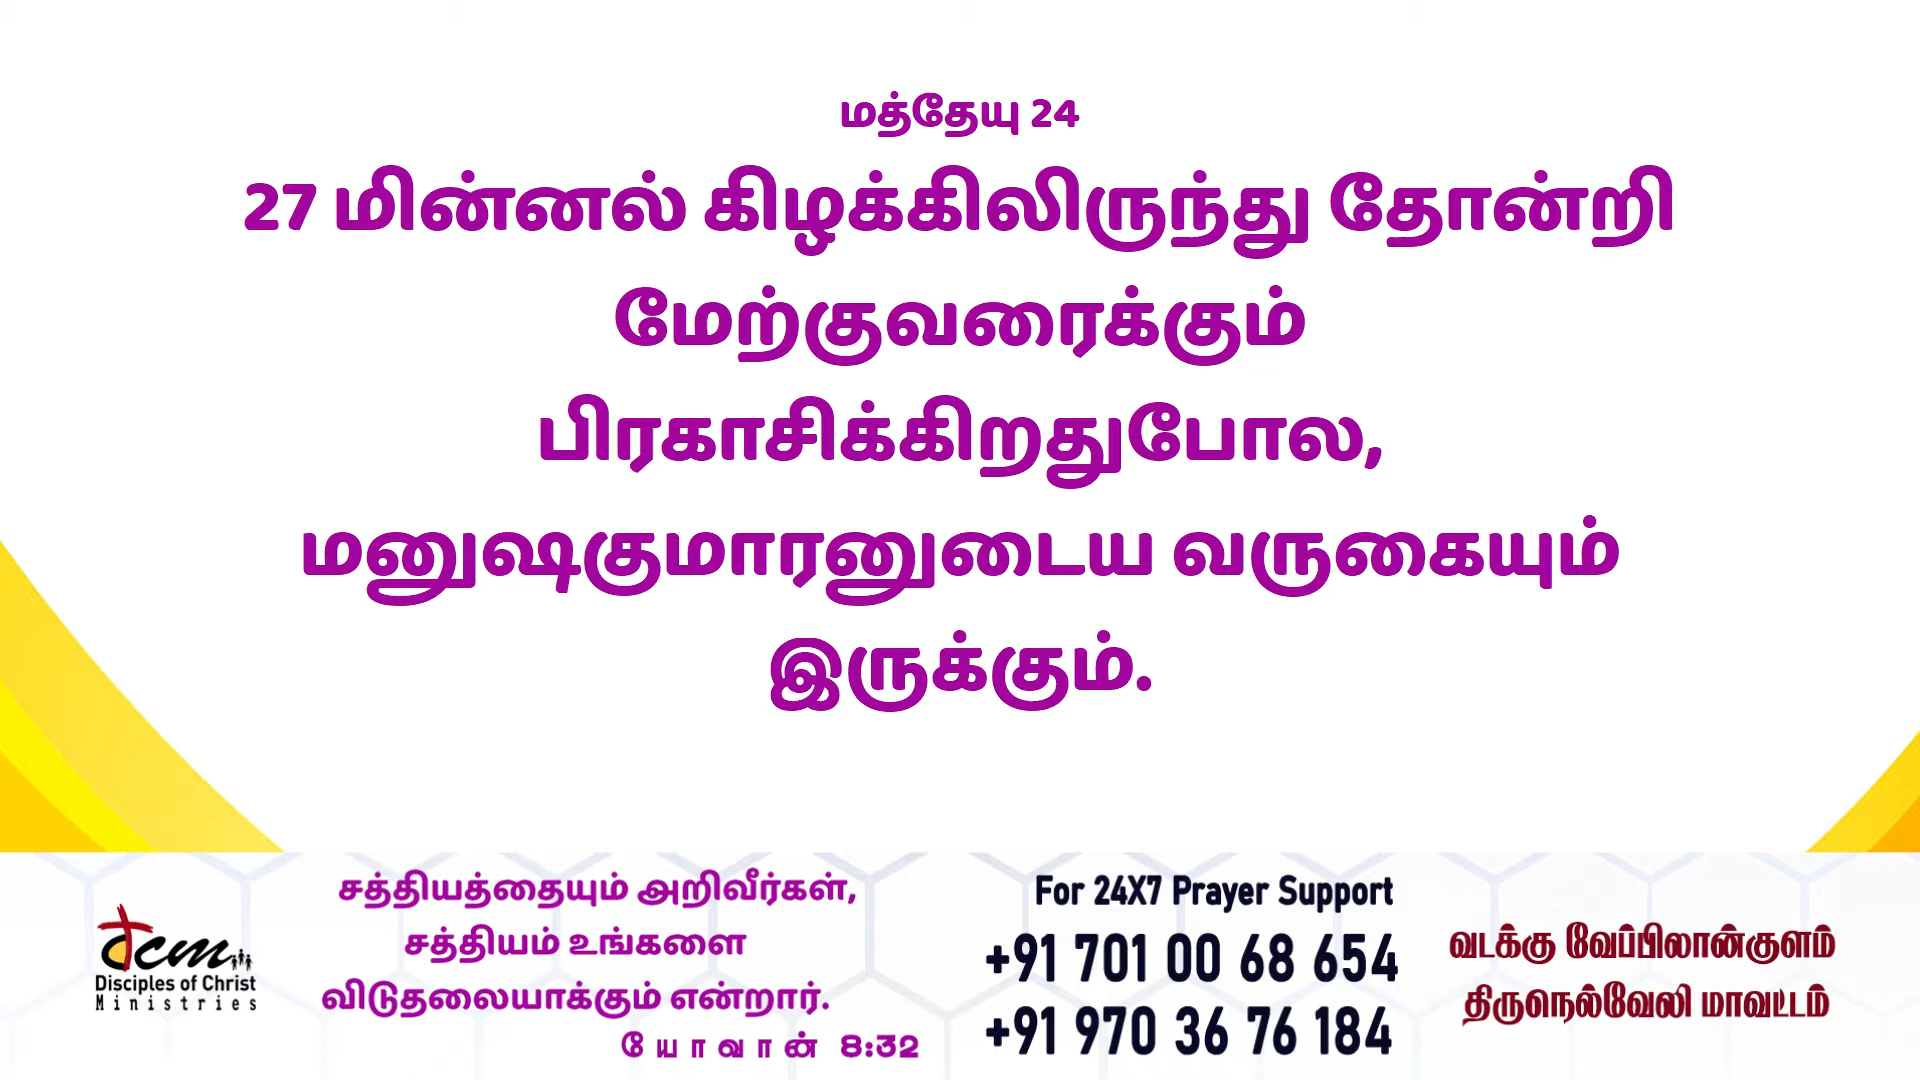 மத்தேயு 24
27 மின்னல் கிழக்கிலிருந்து தோன்றி
மேற்குவரைக்கும்
பிரகாசிக்கிறதுபோல,
மனுஷகுமாரனுடைய வருகையும்
இருக்கும்.
dcm
Disciples of Christ
Ministries
சத்தியத்தையும் அறிவீர்கள்,
சத்தியம் உங்களை
விடுதலையாக்கும் என்றார்.
யோவான் 8:32
For 24X7 Prayer Support
+91 701 00 68 654
+91 970 36 76 184
வடக்கு வேப்பிலான்குளம்
திருநெல்வேலி மாவட்டம்